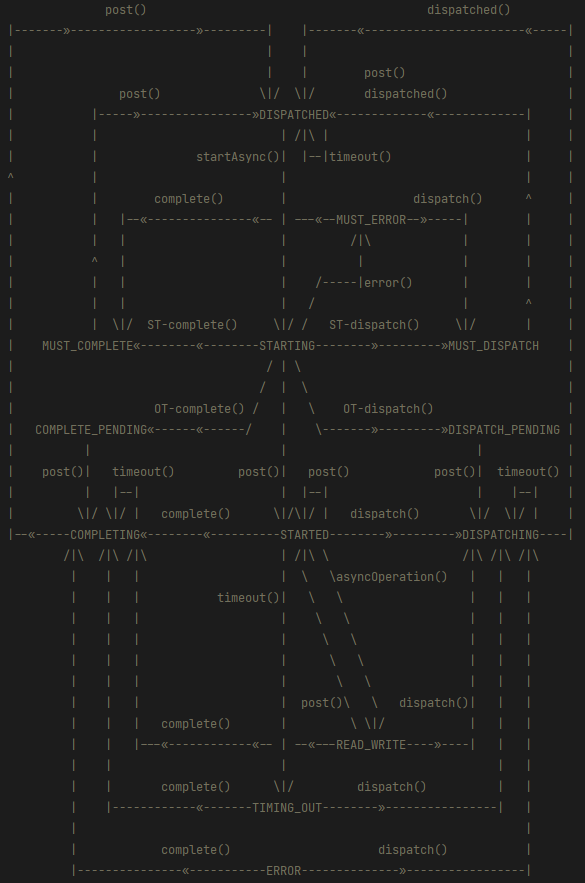 post() dispatched()
|-------»------------------»---------| |-------«-----------------------«-----|
| | | |
| | | post() |
| post() \|/ \|/ dispatched() |
| |-----»----------------»DISPATCHED«-------------«-------------| |
| | | /|\ | | |
| | startAsync()| |--|timeout() | |
^ | | | |
| | complete() | dispatch() ^ |
| | |--«---------------«-- | ---«--MUST_ERROR--»-----| | |
| | | | /|\ | | |
| ^ | | | | | |
| | | | /-----|error() | | |
| | | | / | ^ |
| | \|/ ST-complete() \|/ / ST-dispatch() \|/ | |
| MUST_COMPLETE«--------«--------STARTING--------»---------»MUST_DISPATCH |
| / | \ |
| / | \ |
| OT-complete() / | \ OT-dispatch() |
| COMPLETE_PENDING«------«------/ | \-------»---------»DISPATCH_PENDING |
| | | | |
| post()| timeout() post()| post() post()| timeout() |
| | |--| | |--| | |--| |
| \|/ \|/ | complete() \|/\|/ | dispatch() \|/ \|/ | |
|--«-----COMPLETING«--------«---------STARTED--------»---------»DISPATCHING----|
/|\ /|\ /|\ | /|\ \ /|\ /|\ /|\
| | | | \ \asyncOperation() | | |
| | | timeout()| \ \ | | |
| | | | \ \ | | |
| | | | \ \ | | |
| | | | \ \ | | |
| | | | \ \ | | |
| | | | post()\ \ dispatch()| | |
| | | complete() | \ \|/ | | |
| | |---«------------«-- | --«---READ_WRITE----»----| | |
| | | | |
| | complete() \|/ dispatch() | |
| |------------«-------TIMING_OUT--------»----------------| |
| |
| complete() dispatch() |
|---------------«-----------ERROR--------------»-----------------|